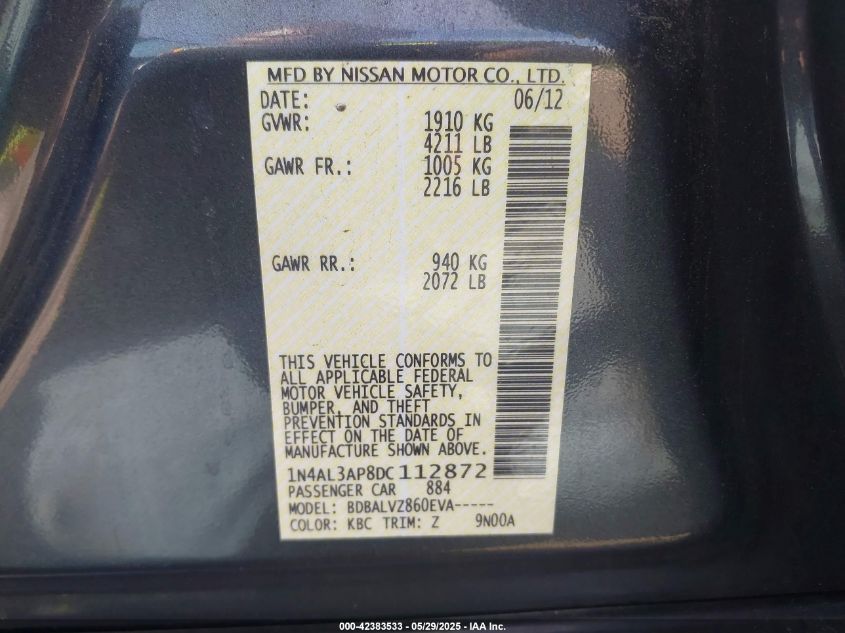 MFD BY NISSAN MOTOR CO., LTD.
DATE: 06/12
GVWR: 1910 KG
4211 LB
GAWR FR.: 1005 KG
2216 LB
GAWR RR.: 940 KG
2072 LB
THIS VEHICLE CONFORMS TO
ALL APPLICABLE FEDERAL
MOTOR VEHICLE SAFETY,
BUMPER, AND THEFT
PREVENTION STANDARDS IN
EFFECT ON THE DATE OF
MANUFACTURE SHOWN ABOVE.
1N4AL3AP8DC112872
PASSENGER CAR 884
MODEL: BDBALVZ860EVA-----
COLOR: KBC TRIM: Z 9N00A
000-42383533 - 05/29/2025 - IAA Inc.